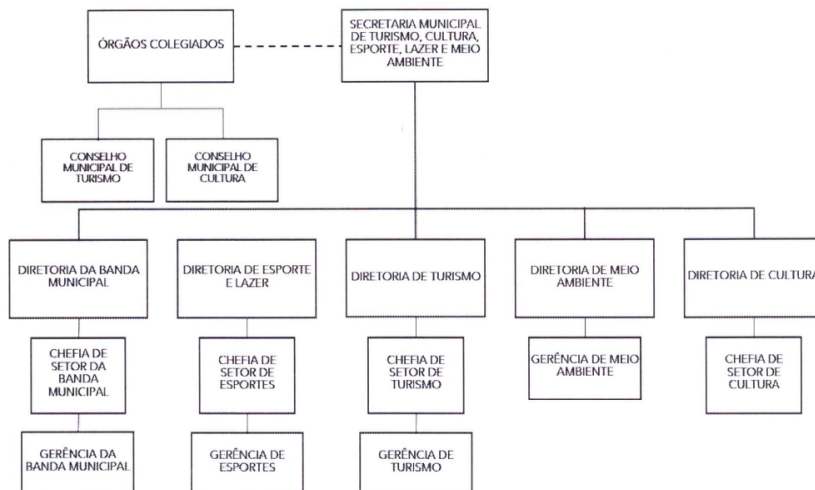 ÓRGÃOS COLEGIADOS
SECRETARIA MUNICIPAL
DE TURISMO, CULTURA,
ESPORTE, LAZER E MEIO
AMBIENTE
CONSELHO
MUNICIPAL DE
TURISMO
CONSELHO
MUNICIPAL DE
CULTURA
DIRETORIA DA BANDA
MUNICIPAL
DIRETORIA DE ESPORTE
E LAZER
DIRETORIA DE TURISMO
DIRETORIA DE MEIO
AMBIENTE
DIRETORIA DE CULTURA
CHEFIA DE
SETOR DA
BANDA
MUNICIPAL
CHEFIA DE
SETOR DE
ESPORTES
CHEFIA DE
SETOR DE
TURISMO
GERÊNCIA DE MEIO
AMBIENTE
CHEFIA DE
SETOR DE
CULTURA
GERÊNCIA DA
BANDA MUNICIPAL
GERÊNCIA DE
ESPORTES
GERÊNCIA DE
TURISMO